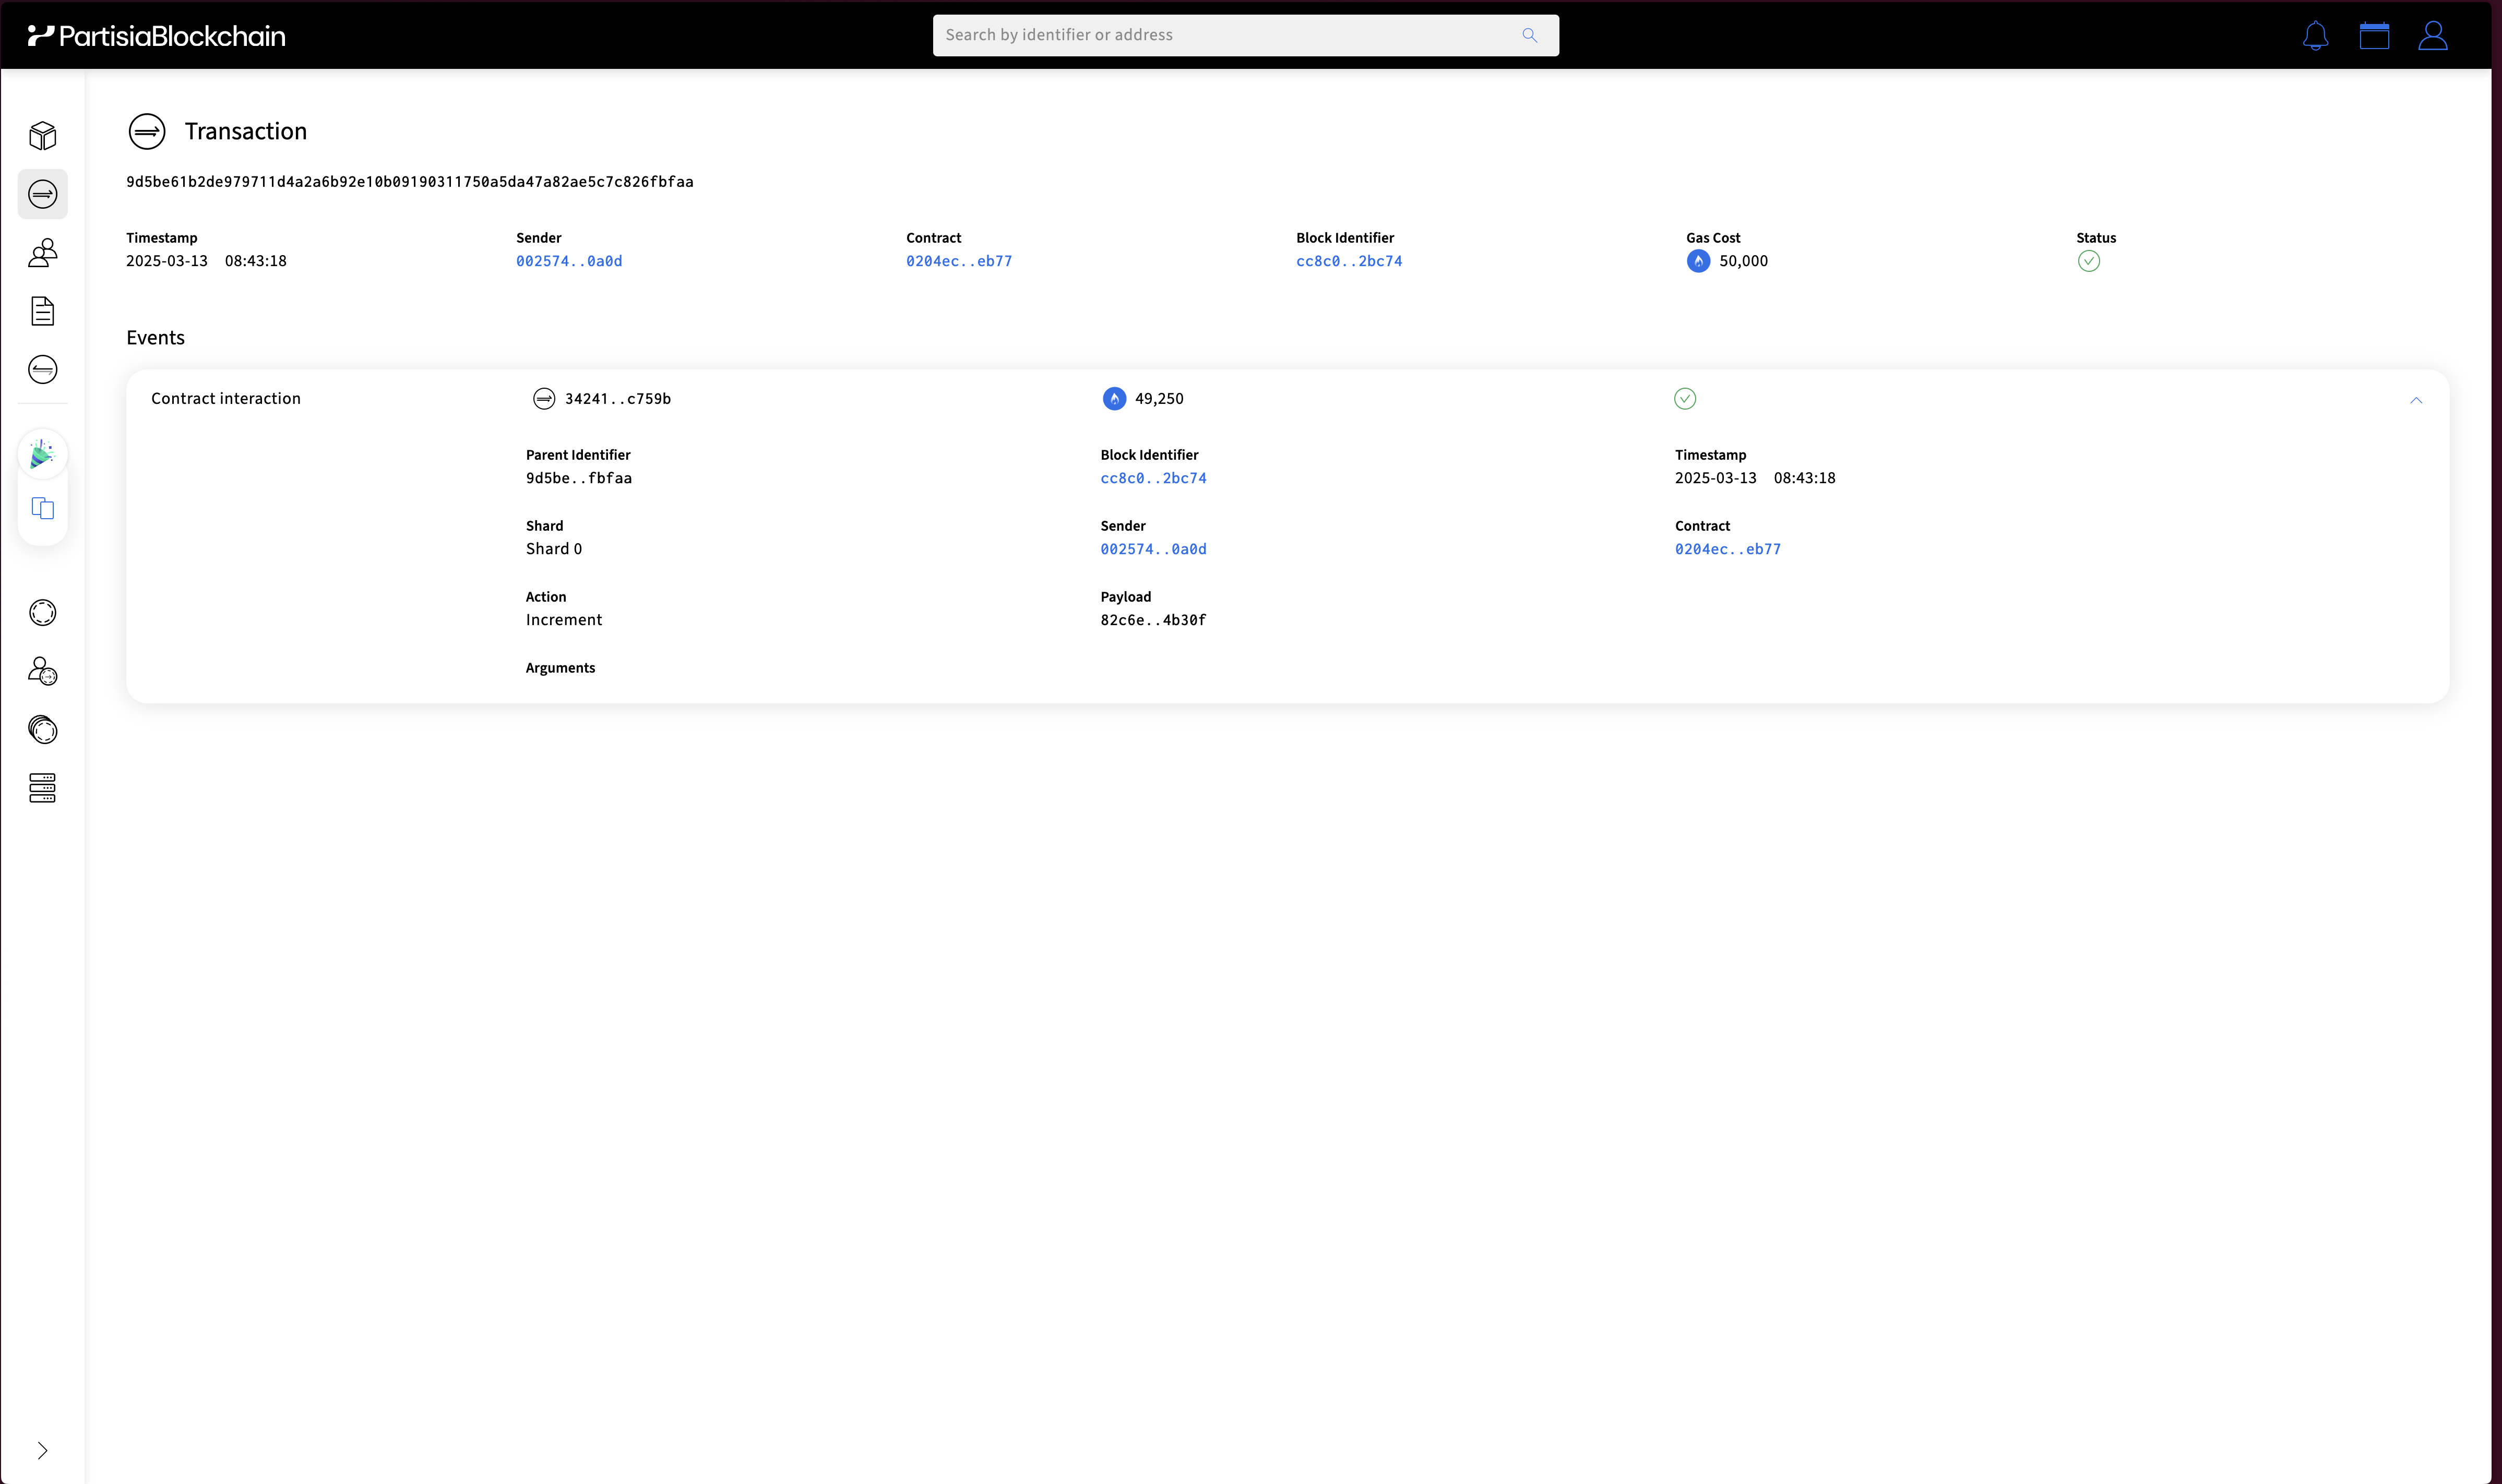 PartisiaBlockchain
Search by identifier or address
Transaction
9d5be61b2de979711d4a2a6b92e10b09190311750a5da47a82ae5c7c826fbfaa
Timestamp Sender Contract Block Identifier Gas Cost Status
2025-03-13 08:43:18 002574..0a0d 0204ec..eb77 cc8c0..2bc74 50,000
Events
Contract interaction 34241..c759b 49,250
Parent Identifier Block Identifier Timestamp
9d5be..fbfaa cc8c0..2bc74 2025-03-13 08:43:18
Shard Sender Contract
Shard 0 002574..0a0d 0204ec..eb77
Action Payload
Increment 82c6e..4b30f
Arguments